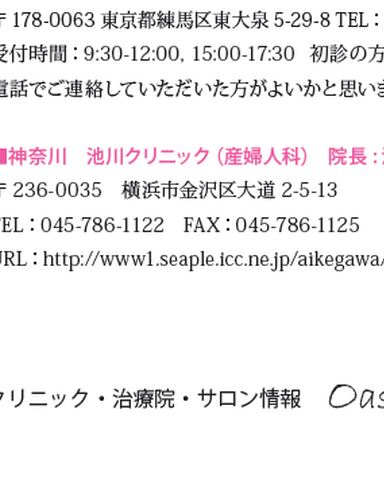 〒178-0063 東京都練馬区東大泉 5-29-8 TEL：
受付時間：9:30-12:00, 15:00-17:30 初診の方
電話でご連絡していただいた方がよいかと思いま
■神奈川 池川クリニック（産婦人科） 院長：
〒236-0035 横浜市金沢区大道 2-5-13
TEL：045-786-1122 FAX：045-786-1125
URL：http://www1.seaple.icc.ne.jp/aikegawa/
クリニック・治療院・サロン情報 Oas